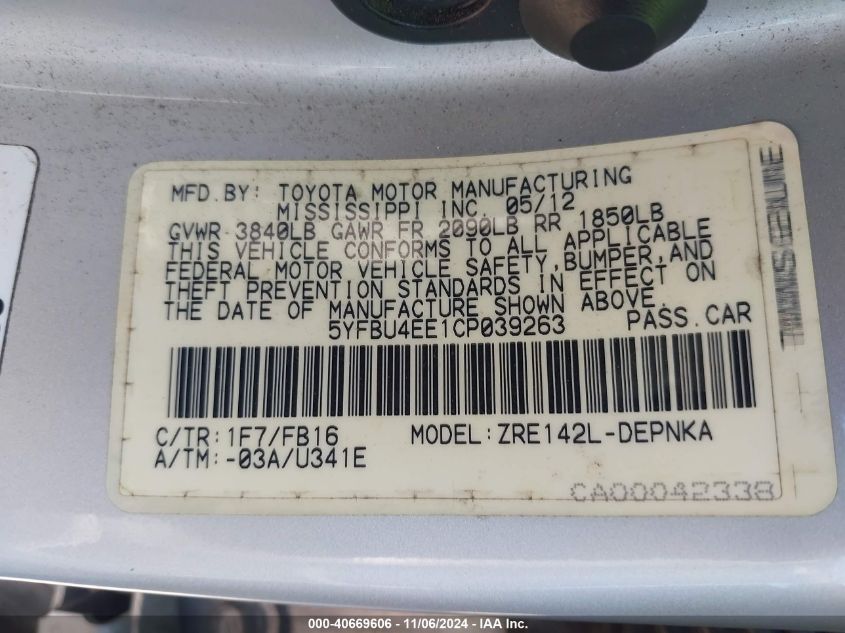 MFD.BY: TOYOTA MOTOR MANUFACTURING
MISSISSIPPI INC. 05/12
GVWR 3840LB GAWR FR 2090LB RR 1850LB
THIS VEHICLE CONFORMS TO ALL APPLICABLE
FEDERAL MOTOR VEHICLE SAFETY,BUMPER,AND
THEFT PREVENTION STANDARDS IN EFFECT ON
THE DATE OF MANUFACTURE SHOWN ABOVE.
5YFBU4EE1CP039263 PASS.CAR
C/TR:1F7/FB16 MODEL:ZRE142L-DEPNKA
A/TM:-03A/U341E
CA00042338
GENUINE
000-40669606 - 11/06/2024 - IAA Inc.